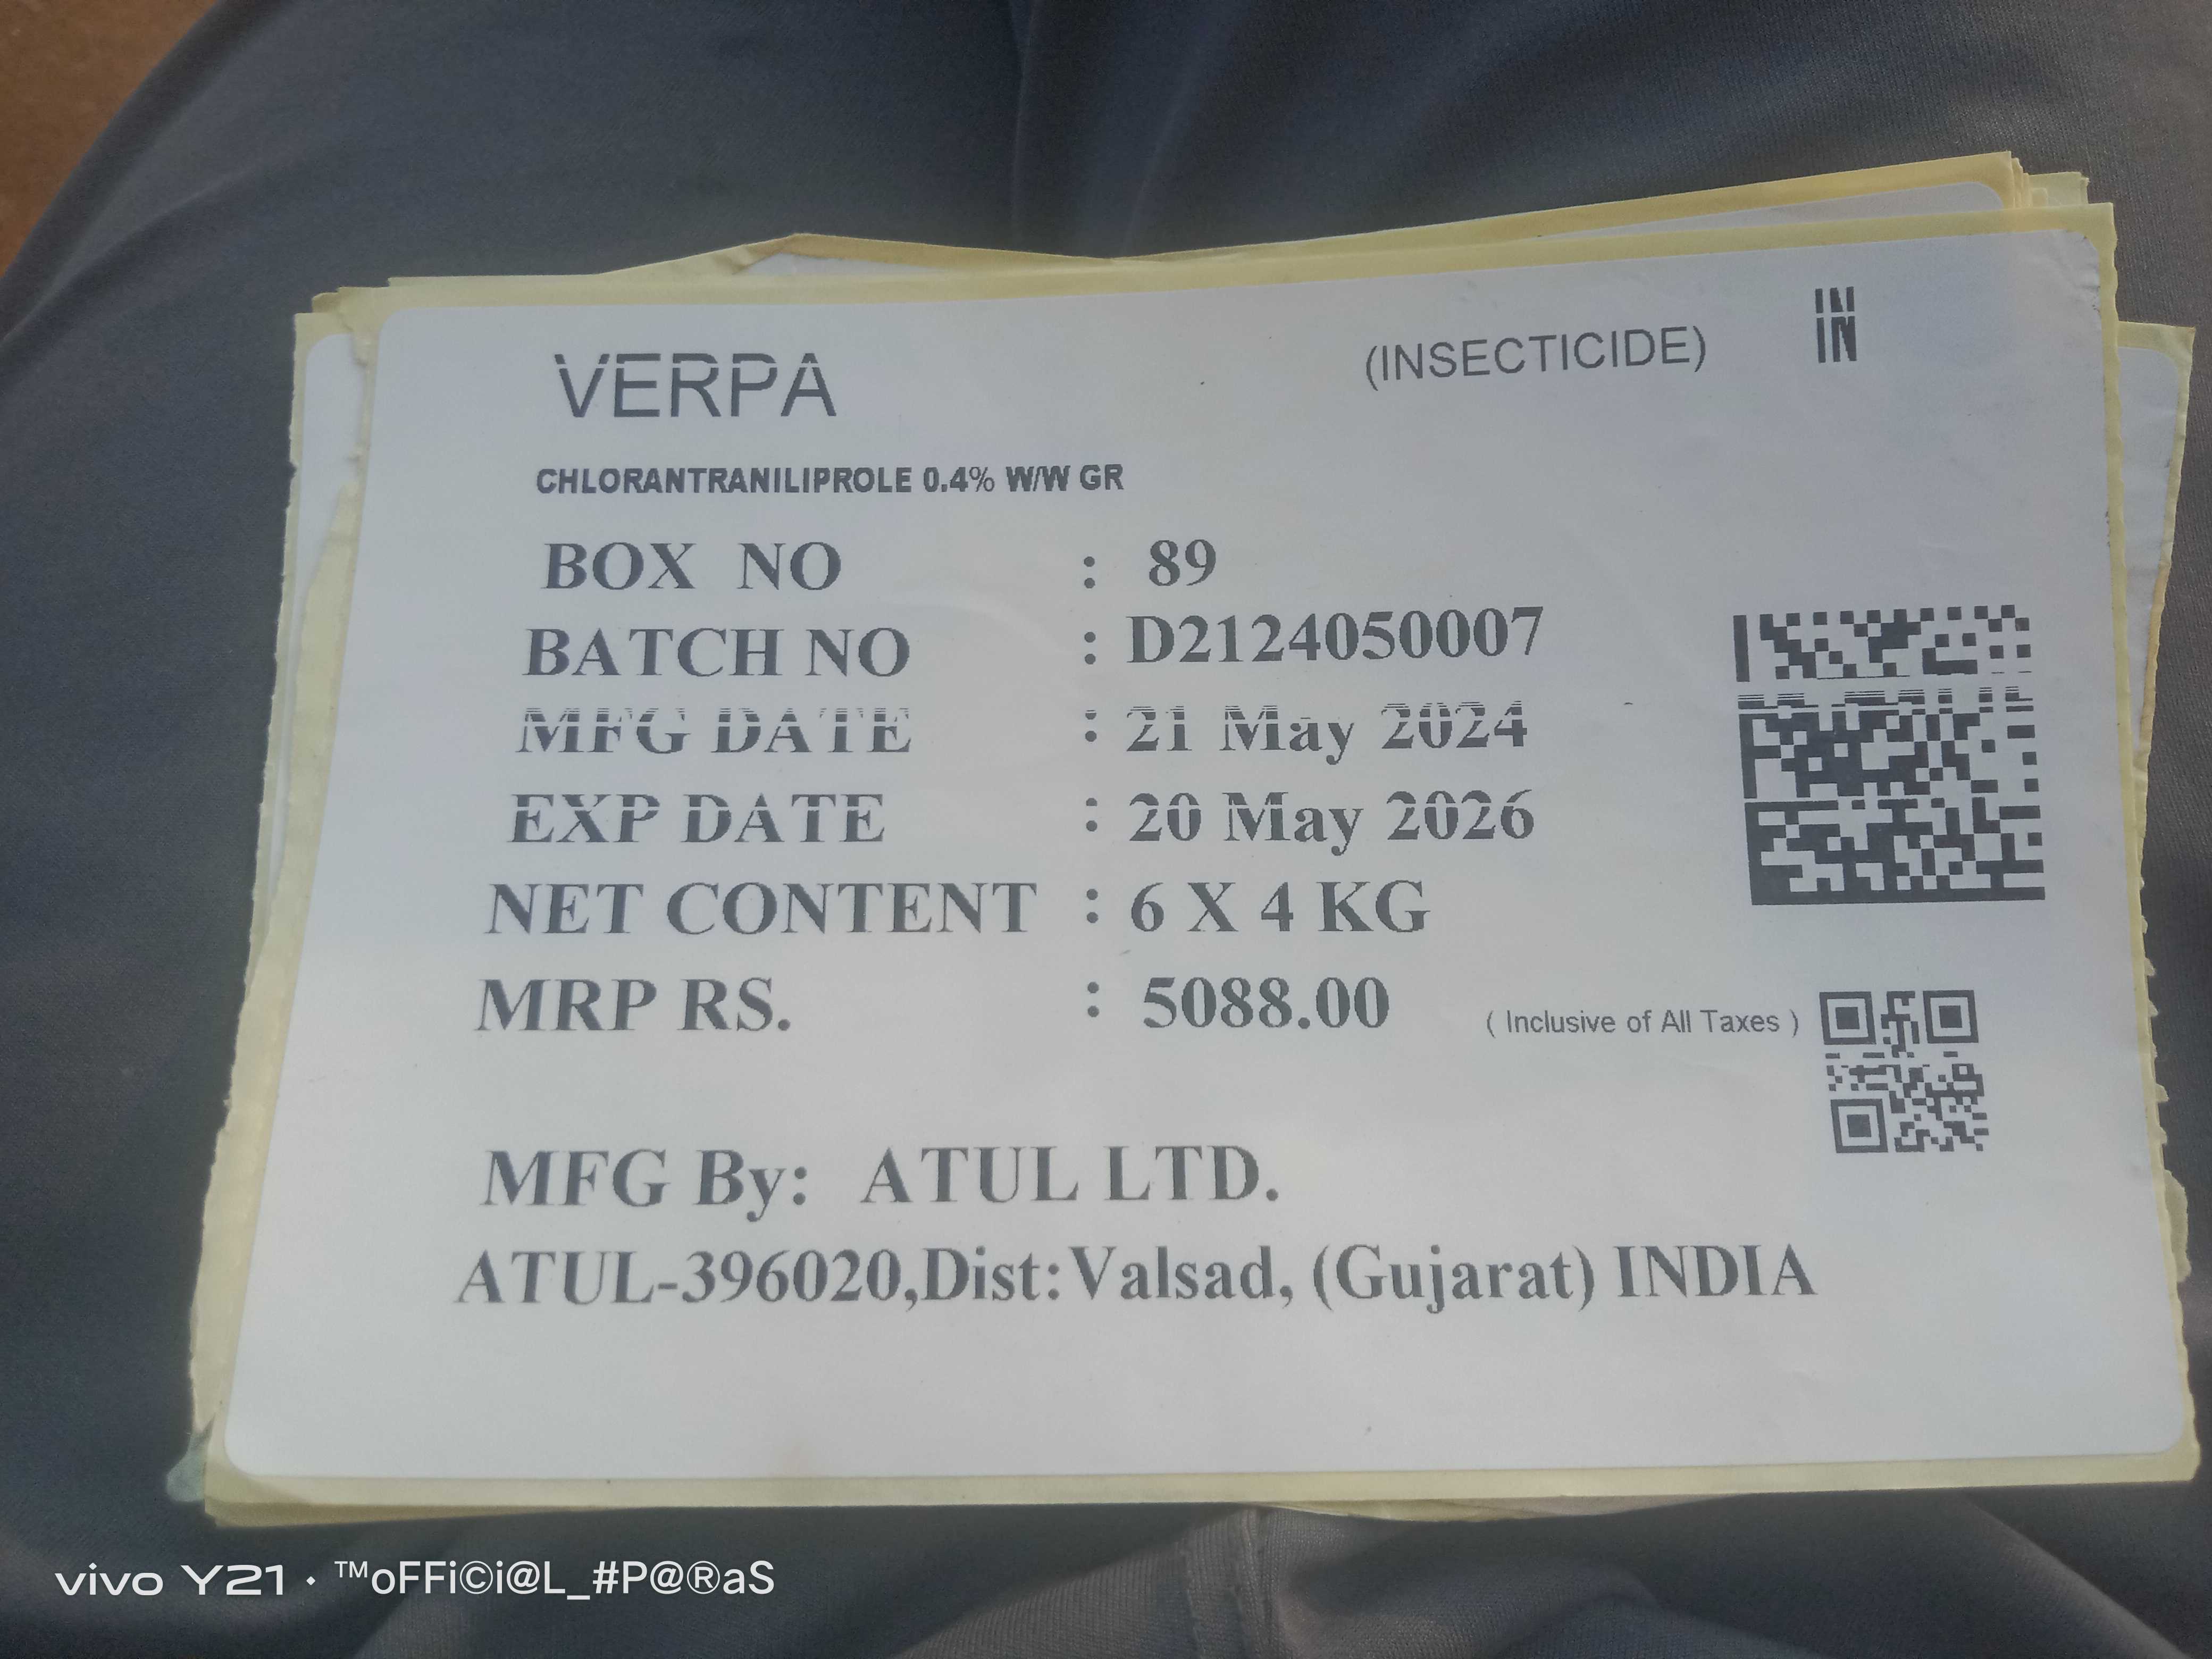 VERPA (INSECTICIDE) IN
CHLORANTRANILIPROLE 0.4% W/W GR
BOX NO : 89
BATCH NO : D2124050007
MFG DATE : 21 May 2024
EXP DATE : 20 May 2026
NET CONTENT : 6 X 4 KG
MRP RS. : 5088.00 ( Inclusive of All Taxes )
MFG By: ATUL LTD.
ATUL-396020,Dist:Valsad, (Gujarat) INDIA
vivo Y21 · ™oFFi©i@L_#P@®aS